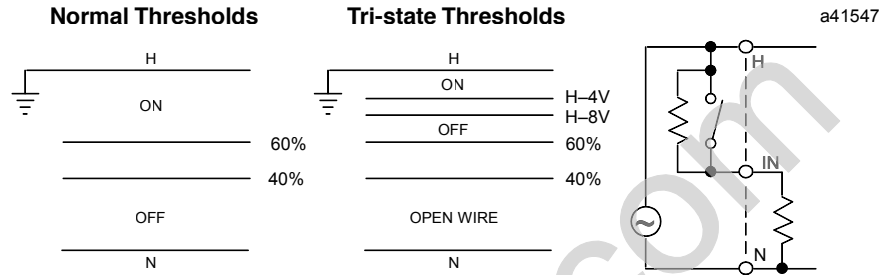 Normal Thresholds
Tri-state Thresholds
a41547
H
ON
60%
40%
OFF
N
H
ON
H–4V
H–8V
OFF
60%
40%
OPEN WIRE
N
H
IN
N
~
com